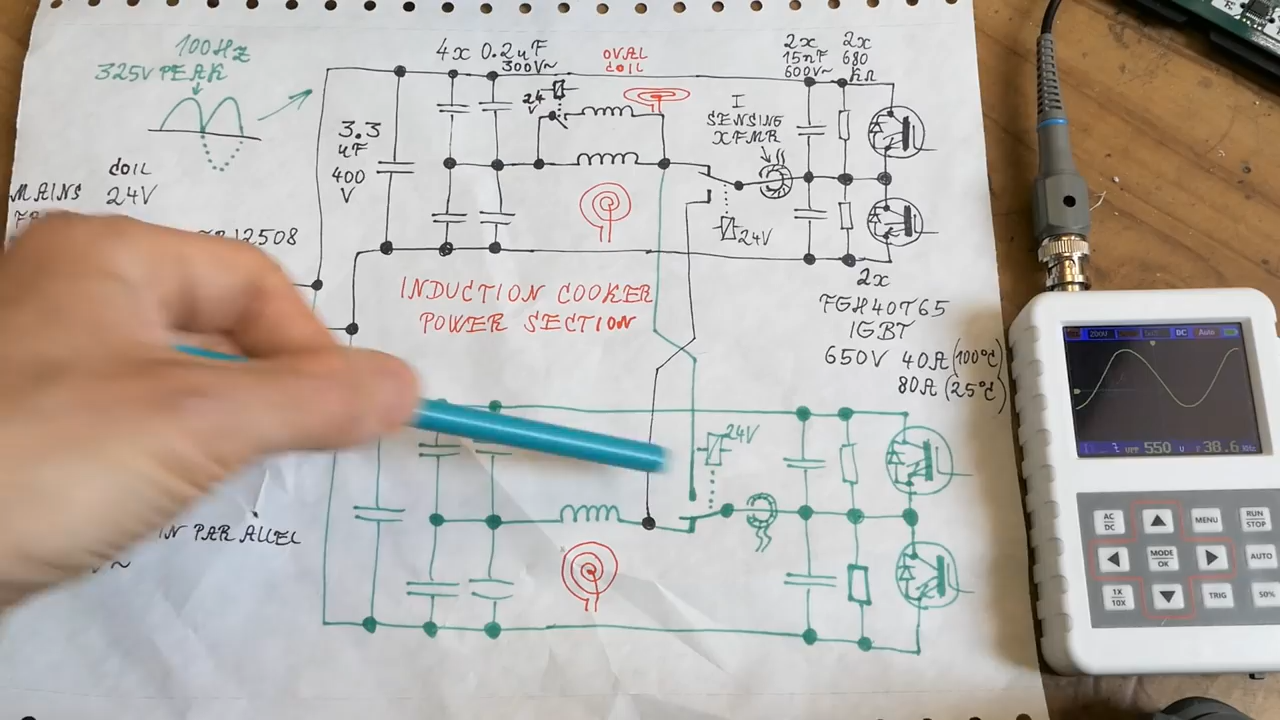 100HZ
325V PEAK
COIL
MAINS 24V
12508
IN PARALLEL
V~
4x 0.2uF
300V~
3.3
uF
400
V
24
V
OVAL
COIL
I
SENSING
XFMR
2x
15nF
600V~
2x
680
kΩ
24V
INDUCTION COOKER
POWER SECTION
2x
FGH40T65
IGBT
650V 40A (100°C)
80A (25°C)
24V
200V
DC
Auto
VPP 550 V F 38.6
AC
DC
MENU
RUN
STOP
MODE
OK
AUTO
1X
10X
TRIG
50%